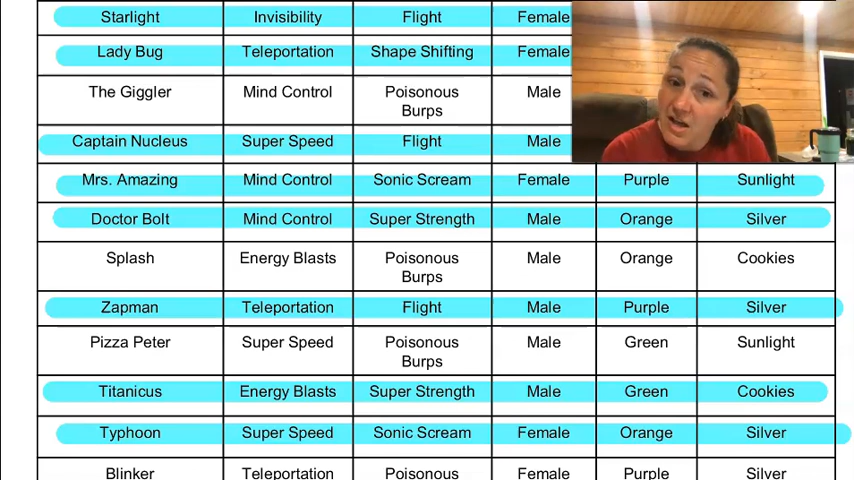 Starlight Invisibility Flight Female
Lady Bug Teleportation Shape Shifting Female
The Giggler Mind Control Poisonous Burps Male
Captain Nucleus Super Speed Flight Male
Mrs. Amazing Mind Control Sonic Scream Female Purple Sunlight
Doctor Bolt Mind Control Super Strength Male Orange Silver
Splash Energy Blasts Poisonous Burps Male Orange Cookies
Zapman Teleportation Flight Male Purple Silver
Pizza Peter Super Speed Poisonous Burps Male Green Sunlight
Titanicus Energy Blasts Super Strength Male Green Cookies
Typhoon Super Speed Sonic Scream Female Orange Silver
Blinker Teleportation Poisonous Female Purple Silver